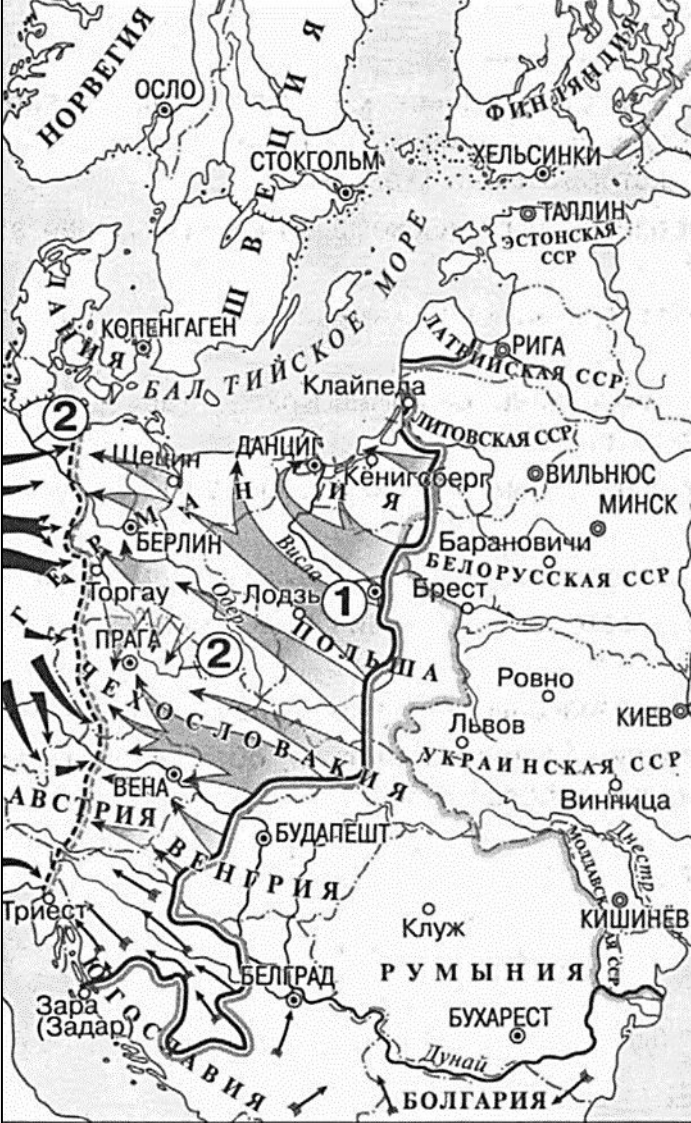 НОРВЕГИЯ
ОСЛО
ШВЕЦИЯ
СТОКГОЛЬМ
ФИНЛЯНДИЯ
ХЕЛЬСИНКИ
ТАЛЛИН
ЭСТОНСКАЯ
ССР
ДАНИЯ
КОПЕНГАГЕН
БАЛТИЙСКОЕ МОРЕ
РИГА
ЛАТВИЙСКАЯ ССР
Клайпеда
ЛИТОВСКАЯ ССР
2
Щецин
ДАНЦИГ
Кёнигсберг
ВИЛЬНЮС
МИНСК
ГЕРМАНИЯ
БЕРЛИН
Висла
Барановичи
БЕЛОРУССКАЯ ССР
Торгау
Одер
Лодзь
1
Брест
ПОЛЬША
ПРАГА
2
Ровно
КИЕВ
ЧЕХОСЛОВАКИЯ
Львов
УКРАИНСКАЯ ССР
ВЕНА
Винница
АВСТРИЯ
БУДАПЕШТ
ВЕНГРИЯ
Днестр
МОЛДАВСКАЯ ССР
Триест
Клуж
КИШИНЁВ
БЕЛГРАД
РУМЫНИЯ
Зара
(Задар)
ЮГОСЛАВИЯ
БУХАРЕСТ
Дунай
БОЛГАРИЯ